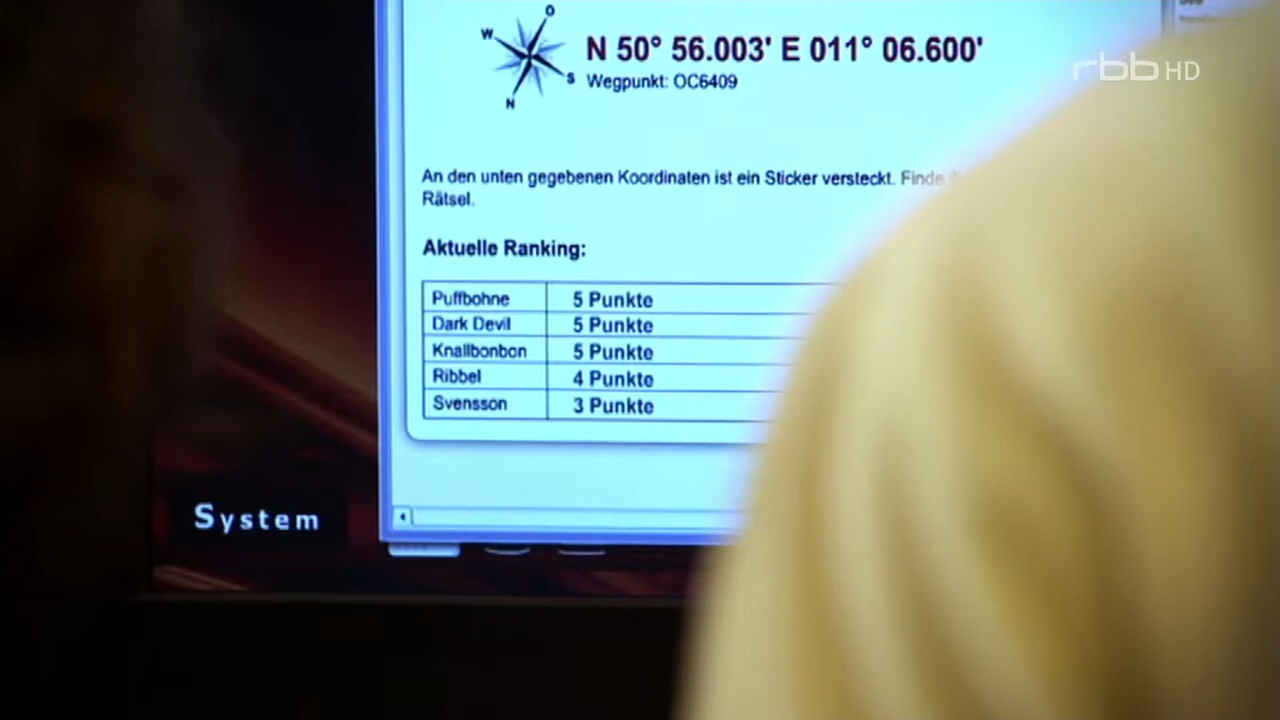 O
W
S
N
N 50° 56.003' E 011° 06.600'
Wegpunkt: OC6409
rbb HD
An den unten gegebenen Koordinaten ist ein Sticker versteckt. Finde
Rätsel.
Aktuelle Ranking:
Puffbohne 5 Punkte
Dark Devil 5 Punkte
Knallbonbon 5 Punkte
Ribbel 4 Punkte
Svensson 3 Punkte
System